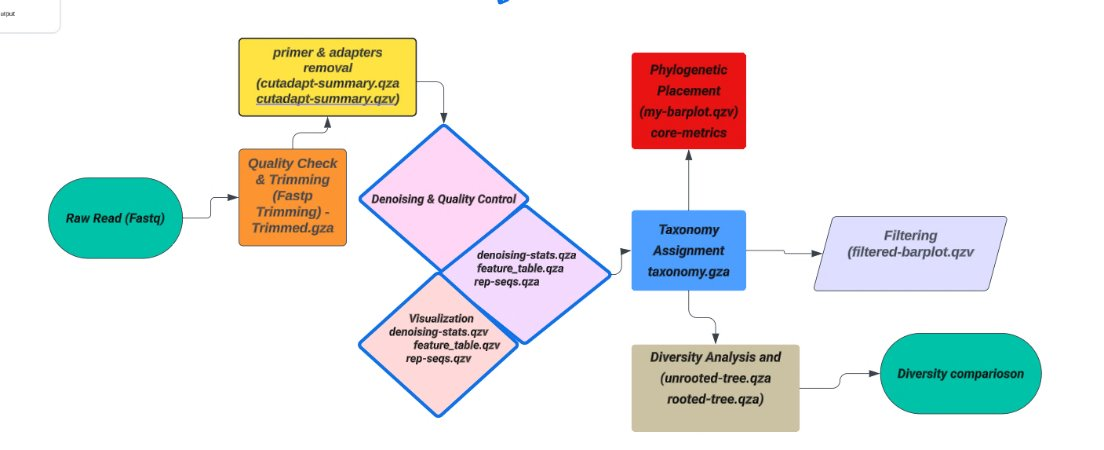 output
primer & adapters
removal
(cutadapt-summary.qza
cutadapt-summary.qzv)
Quality Check
& Trimming
(Fastp
Trimming) -
Trimmed.gza
Raw Read (Fastq)
Denoising & Quality Control
denoising-stats.qza
feature_table.qza
rep-seqs.qza
Visualization
denoising-stats.qzv
feature_table.qzv
rep-seqs.qzv
Phylogenetic
Placement
(my-barplot.qzv)
core-metrics
Taxonomy
Assignment
taxonomy.gza
Filtering
(filtered-barplot.qzv
Diversity Analysis and
(unrooted-tree.qza
rooted-tree.qza)
Diversity comparioson